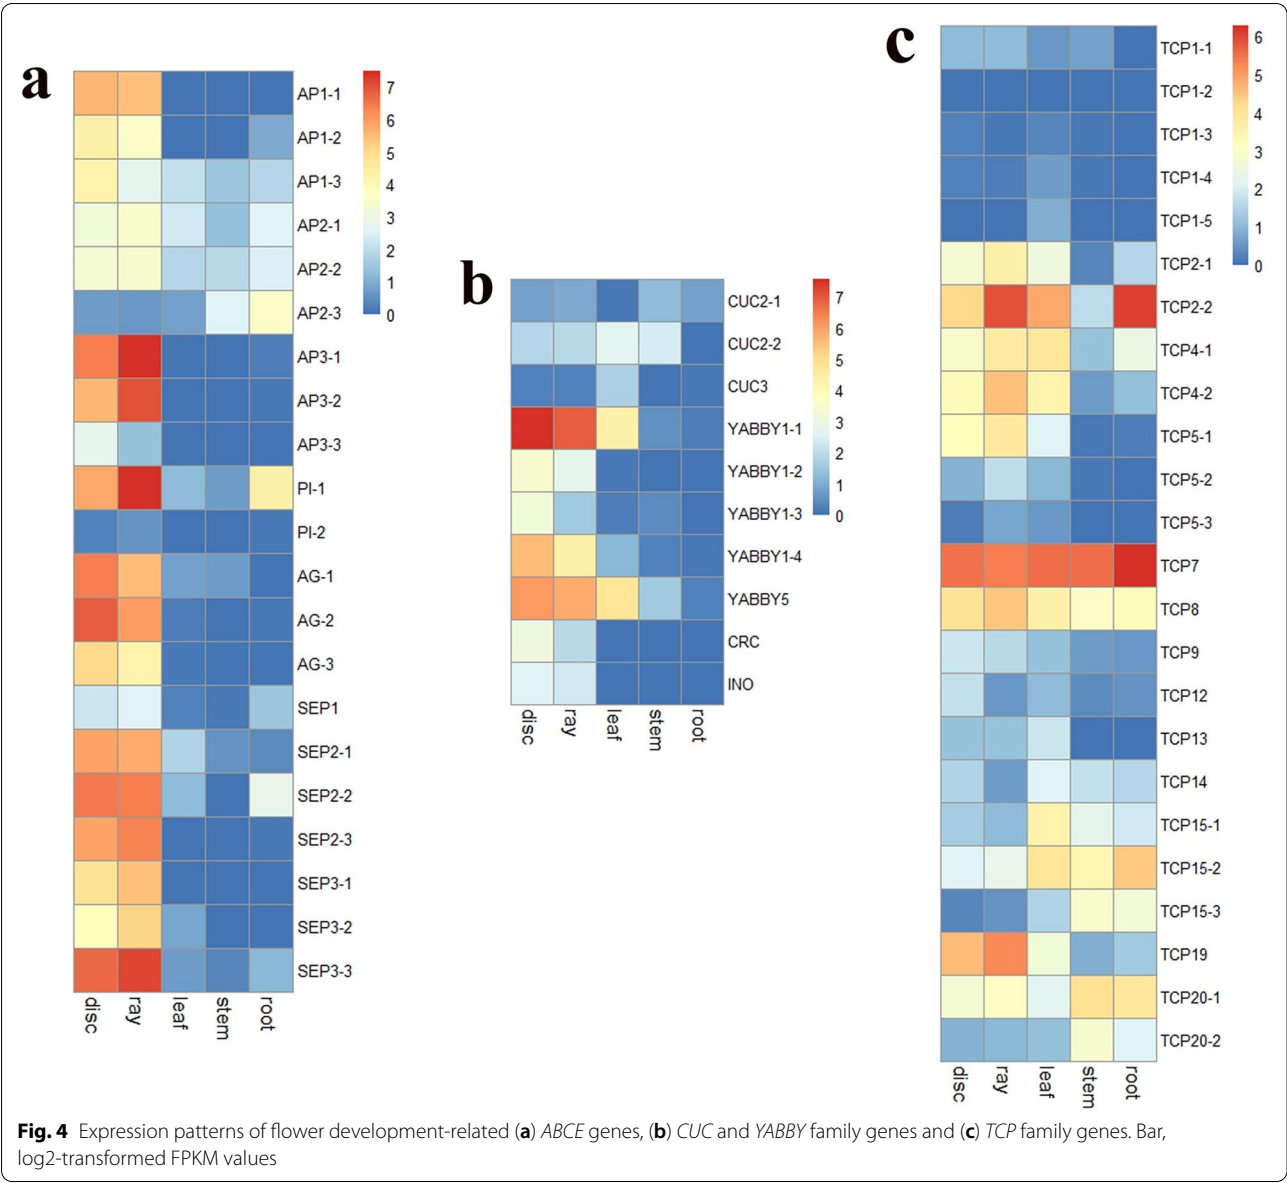 a
7
6
5
4
3
2
1
0
AP1-1
AP1-2
AP1-3
AP2-1
AP2-2
AP2-3
AP3-1
AP3-2
AP3-3
PI-1
PI-2
AG-1
AG-2
AG-3
SEP1
SEP2-1
SEP2-2
SEP2-3
SEP3-1
SEP3-2
SEP3-3
disc ray leaf stem root
b
7
6
5
4
3
2
1
0
CUC2-1
CUC2-2
CUC3
YABBY1-1
YABBY1-2
YABBY1-3
YABBY1-4
YABBY5
CRC
INO
disc ray leaf stem root
c
6
5
4
3
2
1
0
TCP1-1
TCP1-2
TCP1-3
TCP1-4
TCP1-5
TCP2-1
TCP2-2
TCP4-1
TCP4-2
TCP5-1
TCP5-2
TCP5-3
TCP7
TCP8
TCP9
TCP12
TCP13
TCP14
TCP15-1
TCP15-2
TCP15-3
TCP19
TCP20-1
TCP20-2
disc ray leaf stem root
Fig. 4 Expression patterns of flower development-related (a) ABCE genes, (b) CUC and YABBY family genes and (c) TCP family genes. Bar,
log2-transformed FPKM values